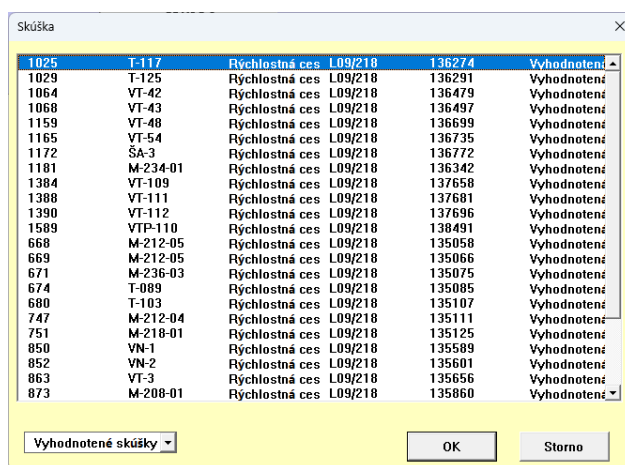 Skúška
1025 T-117 Rýchlostná ces L09/218 136274 Vyhodnotená
1029 T-125 Rýchlostná ces L09/218 136291 Vyhodnotená
1064 VT-42 Rýchlostná ces L09/218 136479 Vyhodnotená
1068 VT-43 Rýchlostná ces L09/218 136497 Vyhodnotená
1159 VT-48 Rýchlostná ces L09/218 136699 Vyhodnotená
1165 VT-54 Rýchlostná ces L09/218 136735 Vyhodnotená
1172 ŠA-3 Rýchlostná ces L09/218 136772 Vyhodnotená
1181 M-234-01 Rýchlostná ces L09/218 136342 Vyhodnotená
1384 VT-109 Rýchlostná ces L09/218 137658 Vyhodnotená
1388 VT-111 Rýchlostná ces L09/218 137681 Vyhodnotená
1390 VT-112 Rýchlostná ces L09/218 137696 Vyhodnotená
1589 VTP-110 Rýchlostná ces L09/218 138491 Vyhodnotená
668 M-212-05 Rýchlostná ces L09/218 135058 Vyhodnotená
669 M-212-05 Rýchlostná ces L09/218 135066 Vyhodnotená
671 M-236-03 Rýchlostná ces L09/218 135075 Vyhodnotená
674 T-089 Rýchlostná ces L09/218 135085 Vyhodnotená
680 T-103 Rýchlostná ces L09/218 135107 Vyhodnotená
747 M-212-04 Rýchlostná ces L09/218 135111 Vyhodnotená
751 M-218-01 Rýchlostná ces L09/218 135125 Vyhodnotená
850 VN-1 Rýchlostná ces L09/218 135589 Vyhodnotená
852 VN-2 Rýchlostná ces L09/218 135601 Vyhodnotená
863 VT-3 Rýchlostná ces L09/218 135656 Vyhodnotená
873 M-208-01 Rýchlostná ces L09/218 135860 Vyhodnotená
Vyhodnotené skúšky OK Storno